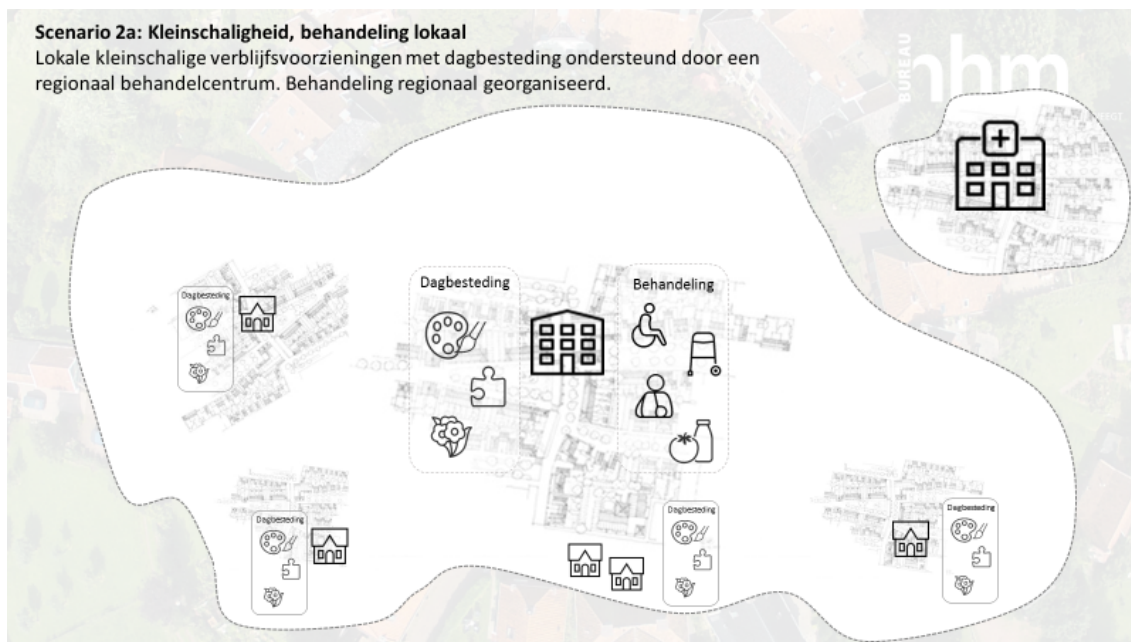 Scenario 2a: Kleinschaligheid, behandeling lokaal
Lokale kleinschalige verblijfsvoorzieningen met dagbesteding ondersteund door een
regionaal behandelcentrum. Behandeling regionaal georganiseerd.
BUREAU
nhm
Dagbesteding
Behandeling
Dagbesteding
Dagbesteding
Dagbesteding
Dagbesteding